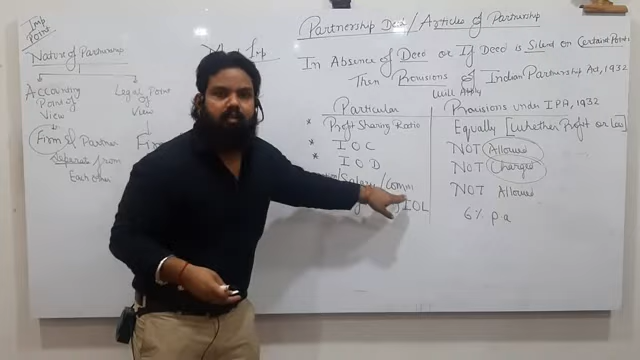 Imp
Point
Partnership Deed / Articles of Partnership
Nature of Partnership
Imp
In Absence of Deed or If Deed is Silent on Certain Points
Then Provisions of Indian Partnership Act, 1932
will Apply
Accounting
Point of
View
Legal Point
Of
View
Firm & Partner
Separate from
Each other
Firm
Particular
Provisions under IPA, 1932
* Profit Sharing Ratio
Equally [Whether Profit or Loss]
* I O C
NOT Allowed
* I O D
NOT Charged
/Salary /Comm
NOT Allowed
IOL
6% p.a